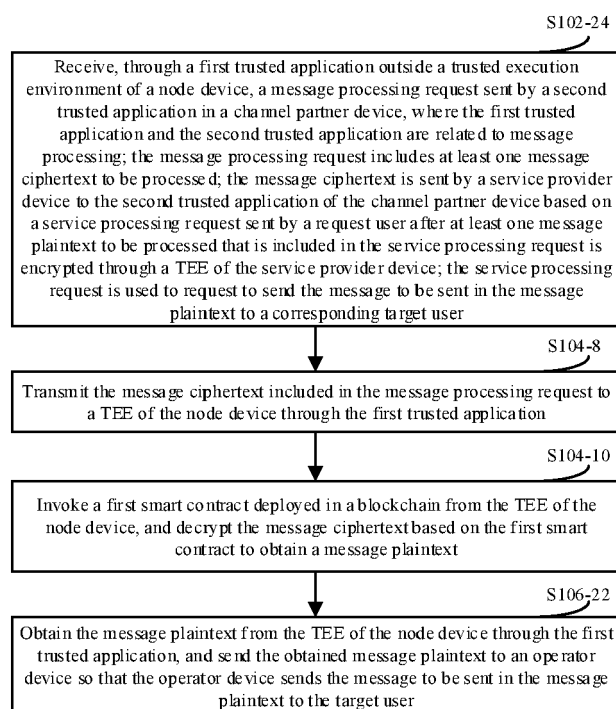 S102-24
Receive, through a first trusted application outside a trusted execution
environment of a node device, a message processing request sent by a second
trusted application in a channel partner device, where the first trusted
application and the second trusted application are related to message
processing; the message processing request includes at least one message
ciphertext to be processed; the message ciphertext is sent by a service provider
device to the second trusted application of the channel partner device based on
a service processing request sent by a request user after at least one message
plaintext to be processed that is included in the service processing request is
encrypted through a TEE of the service provider device; the service processing
request is used to request to send the message to be sent in the message
plaintext to a corresponding target user
S104-8
Transmit the message ciphertext included in the message processing request to
a TEE of the node device through the first trusted application
S104-10
Invoke a first smart contract deployed in a blockchain from the TEE of the
node device, and decrypt the message ciphertext based on the first smart
contract to obtain a message plaintext
S106-22
Obtain the message plaintext from the TEE of the node device through the first
trusted application, and send the obtained message plaintext to an operator
device so that the operator device sends the message to be sent in the message
plaintext to the target user